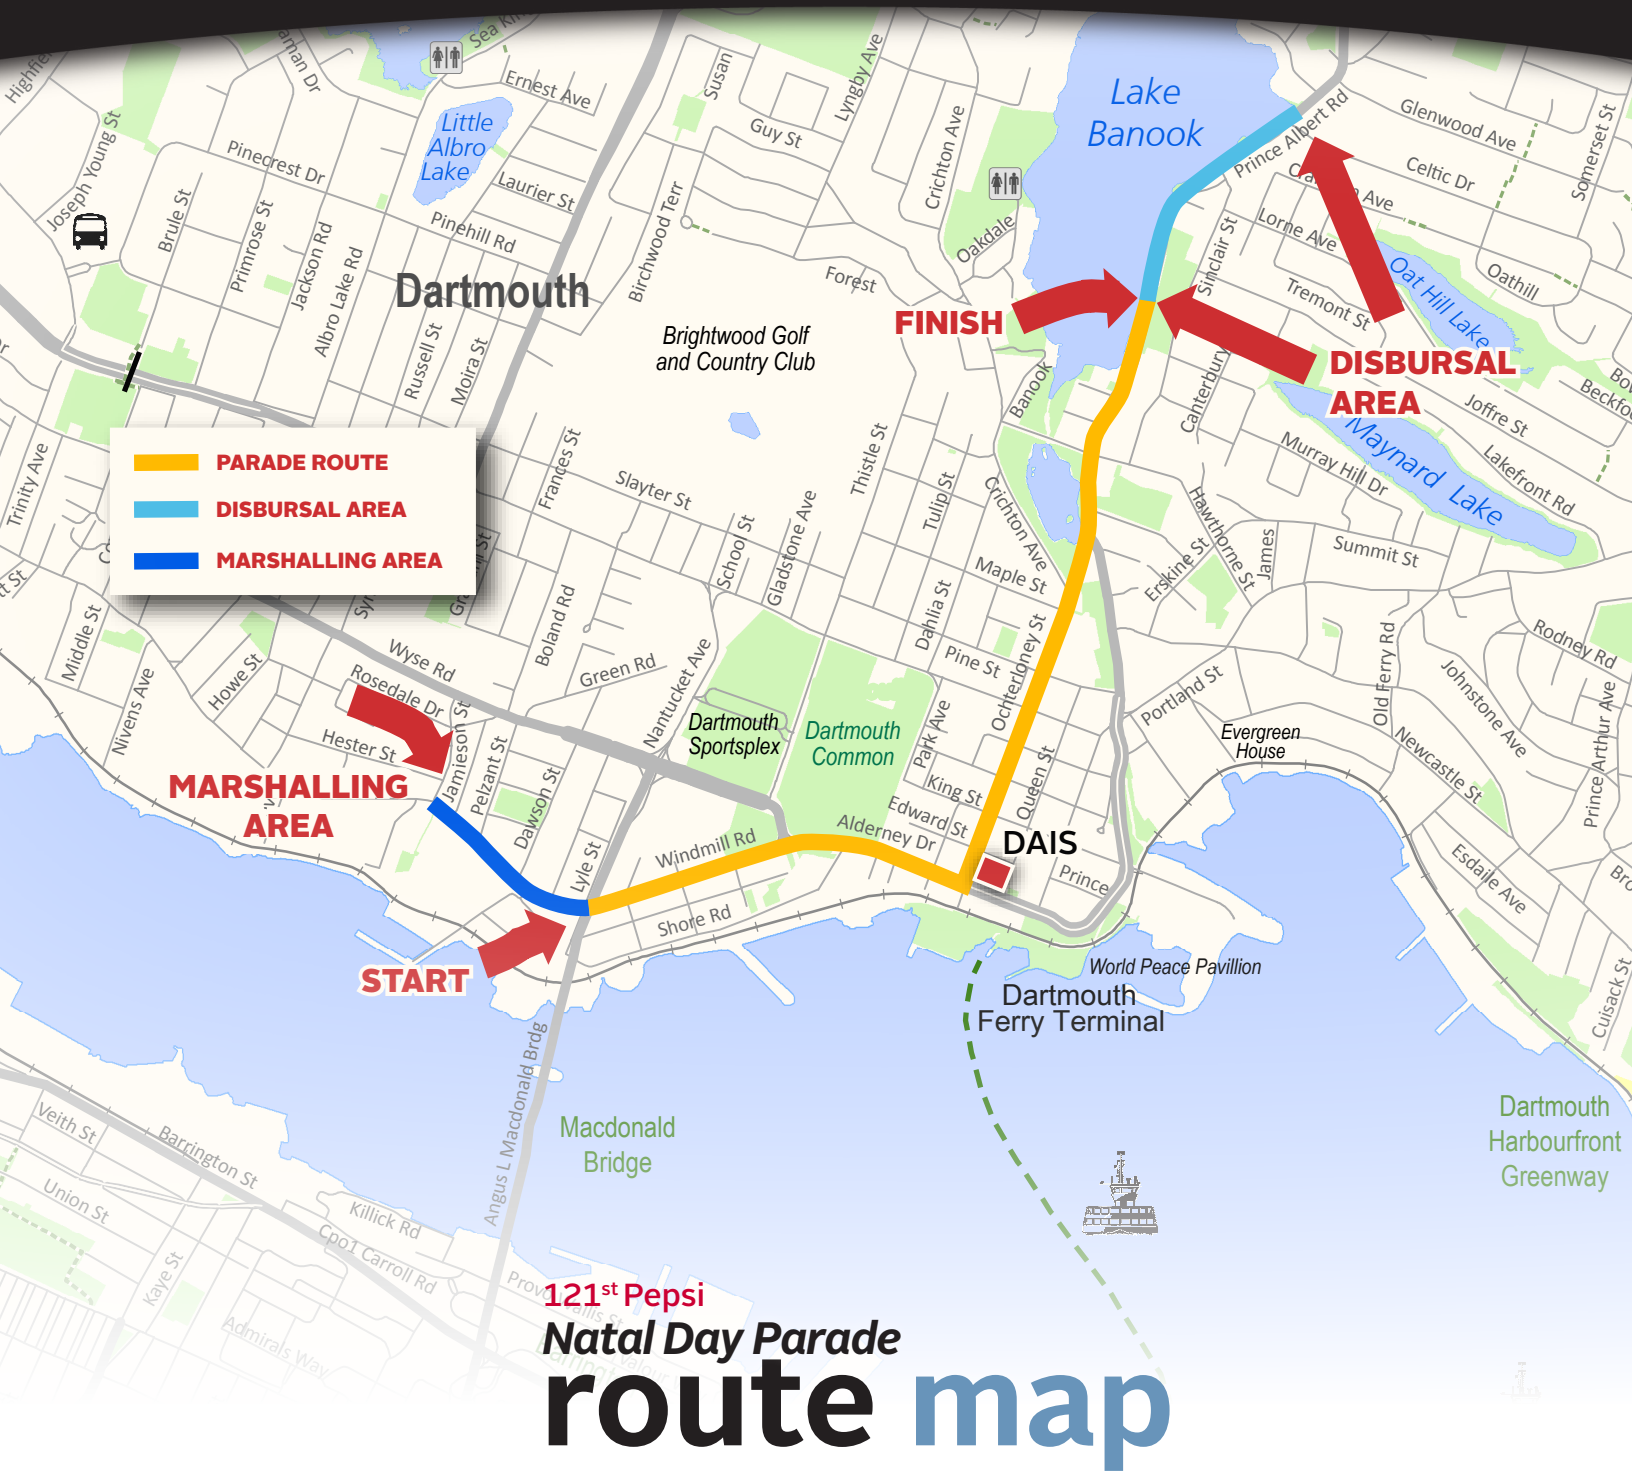 Sea
Ernest Ave
Susan
Lyngby Ave
Lake
Banook
Prince Albert Rd
Glenwood Ave
Somerset St
Little
Albro
Lake
Joseph Young St
Pinecrest Dr
Guy St
Crichton Ave
Celtic Dr
Ave
Laurier St
Brule St
Primrose St
Jackson Rd
Albro Lake Rd
Pinehill Rd
Birchwood Terr
Oakdale
Sinclair St
Lorne Ave
Oat Hill Lake
Oathill
Dartmouth
Forest
Tremont St
FINISH
Brightwood Golf
and Country Club
Russell St
Moira St
Banook
Canterbury
DISBURSAL
AREA
Joffre St
Maynard Lake
Murray Hill Dr
Lakefront Rd
Trinity Ave
PARADE ROUTE
DISBURSAL AREA
MARSHALLING AREA
Frances St
Slayter St
School St
Gladstone Ave
Thistle St
Tulip St
Crichton Ave
Hawthorne St
Erskine St
James
Summit St
Maple St
Middle St
Nivens Ave
Howe St
Wyse Rd
Rosedale Dr
Hester St
Jamieson St
Pelzant St
Dawson St
Boland Rd
Green Rd
Nantucket Ave
Dahlia St
Pine St
Ochterloney St
Portland St
Old Ferry Rd
Rodney Rd
Johnstone Ave
Prince Arthur Ave
Newcastle St
Evergreen
House
Dartmouth
Sportsplex
Dartmouth
Common
Park Ave
King St
Queen St
Edward St
Alderney Dr
MARSHALLING
AREA
Lyle St
Windmill Rd
Shore Rd
DAIS
Prince
Esdaile Ave
START
World Peace Pavillion
Dartmouth
Ferry Terminal
Cuisack St
Angus L Macdonald Brdg
Macdonald
Bridge
Dartmouth
Harbourfront
Greenway
Veith St
Barrington St
Union St
Killick Rd
Cpo1 Carroll Rd
Kaye St
Admirals Way
121st Pepsi
Natal Day Parade
route map